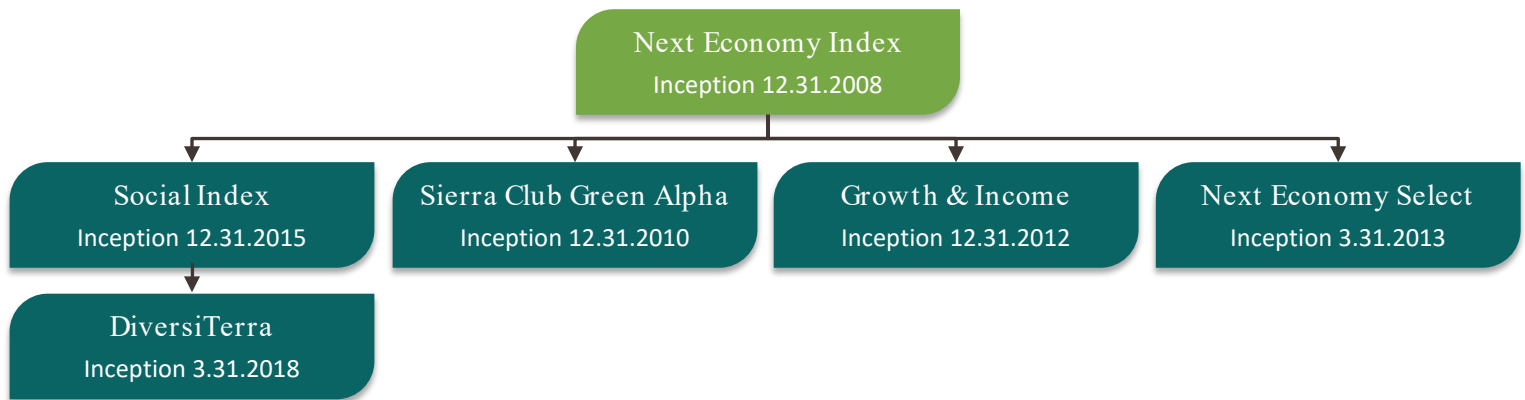 Next Economy Index
Inception 12.31.2008
Social Index
Inception 12.31.2015
Sierra Club Green Alpha
Inception 12.31.2010
Growth & Income
Inception 12.31.2012
Next Economy Select
Inception 3.31.2013
DiversiTerra
Inception 3.31.2018